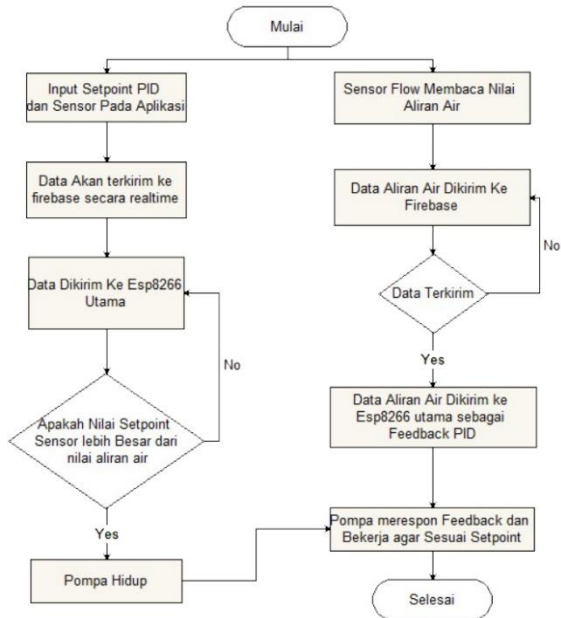 Mulai
Input Setpoint PID
dan Sensor Pada Aplikasi
Data Akan terkirim ke
firebase secara realtime
Data Dikirim Ke Esp8266
Utama
No
Apakah Nilai Setpoint
Sensor lebih Besar dari
nilai aliran air
Yes
Pompa Hidup
Sensor Flow Membaca Nilai
Aliran Air
Data Aliran Air Dikirim Ke
Firebase
No
Data Terkirim
Yes
Data Aliran Air Dikirim ke
Esp8266 utama sebagai
Feedback PID
Pompa merespon Feedback dan
Bekerja agar Sesuai Setpoint
Selesai